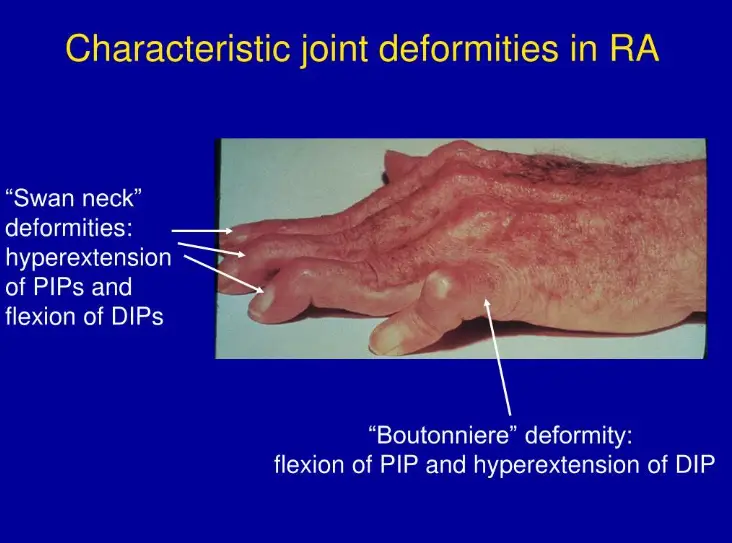 Characteristic joint deformities in RA
“Swan neck”
deformities:
hyperextension
of PIPs and
flexion of DIPs
“Boutonniere” deformity:
flexion of PIP and hyperextension of DIP